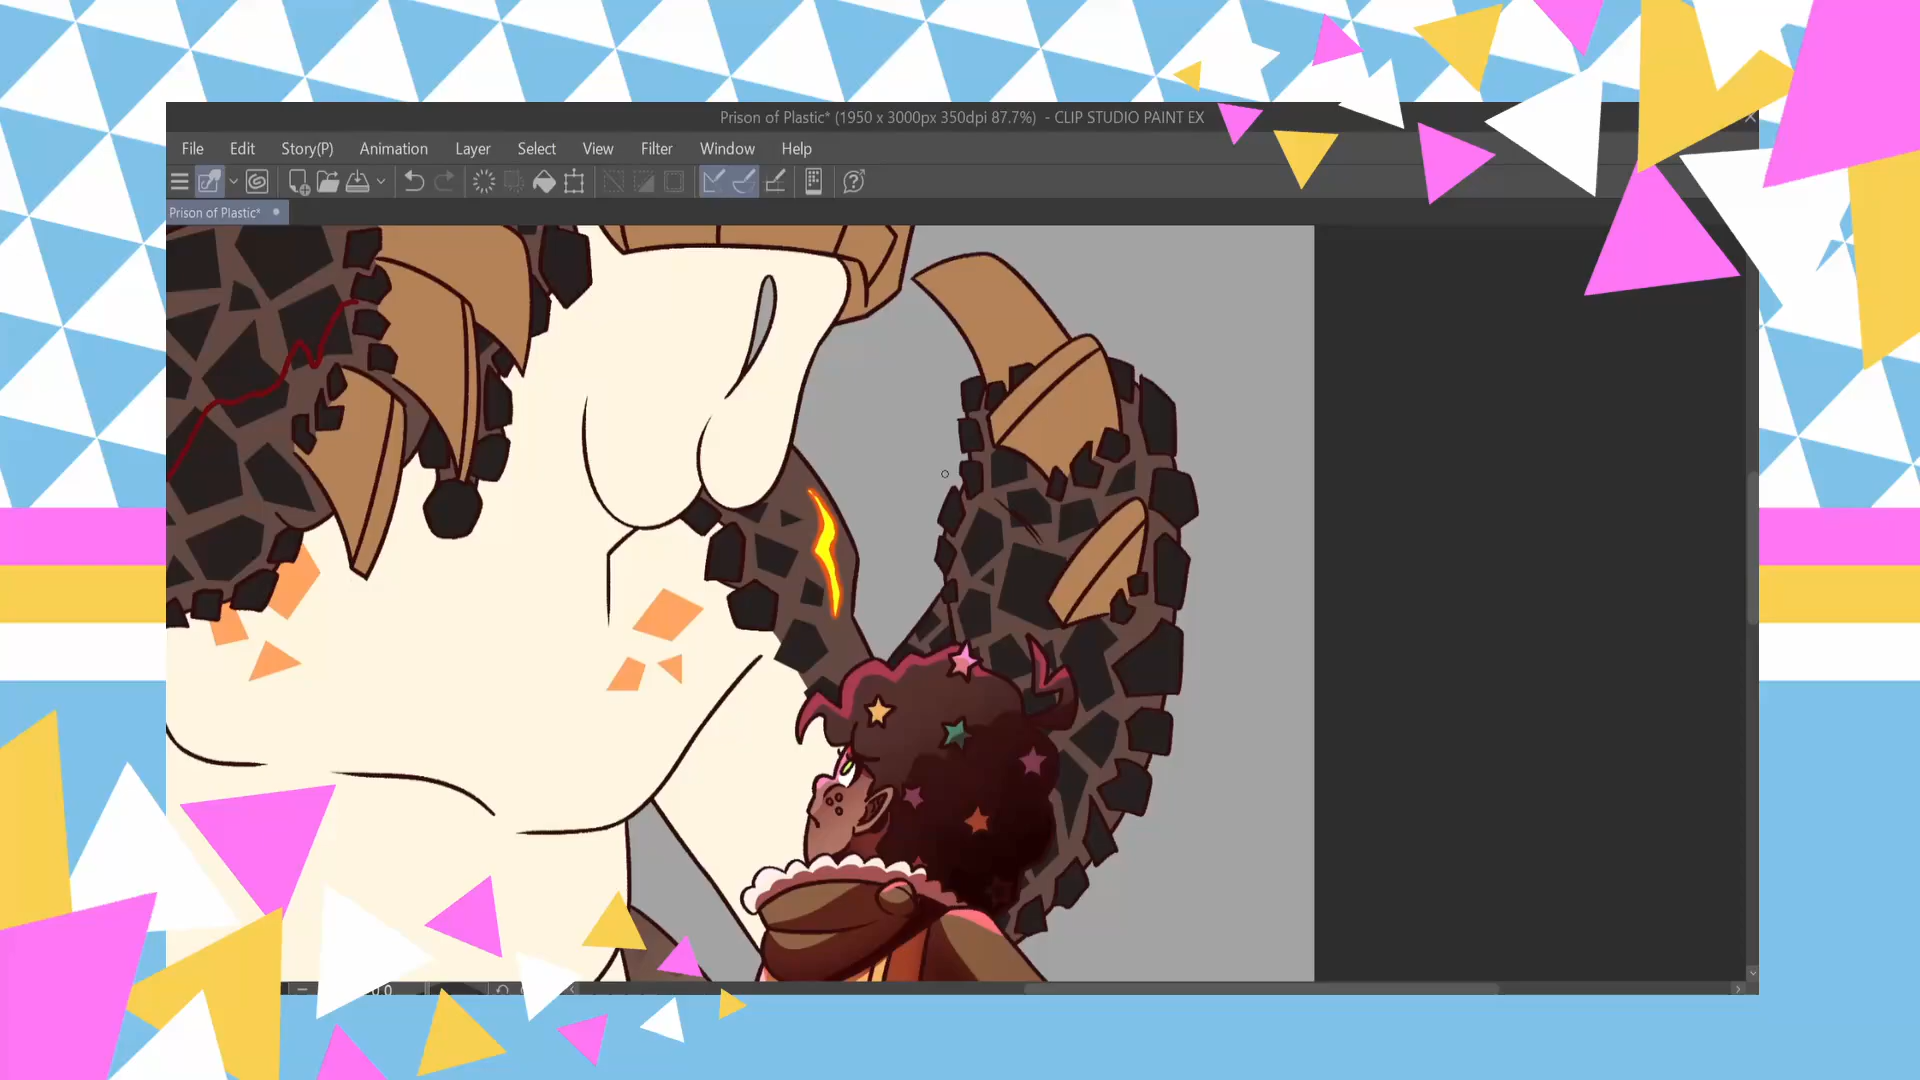 Prison of Plastic* (1950 x 3000px 350dpi 87.7%) - CLIP STUDIO PAINT EX
File Edit Story(P) Animation Layer Select View Filter Window Help
Prison of Plastic*